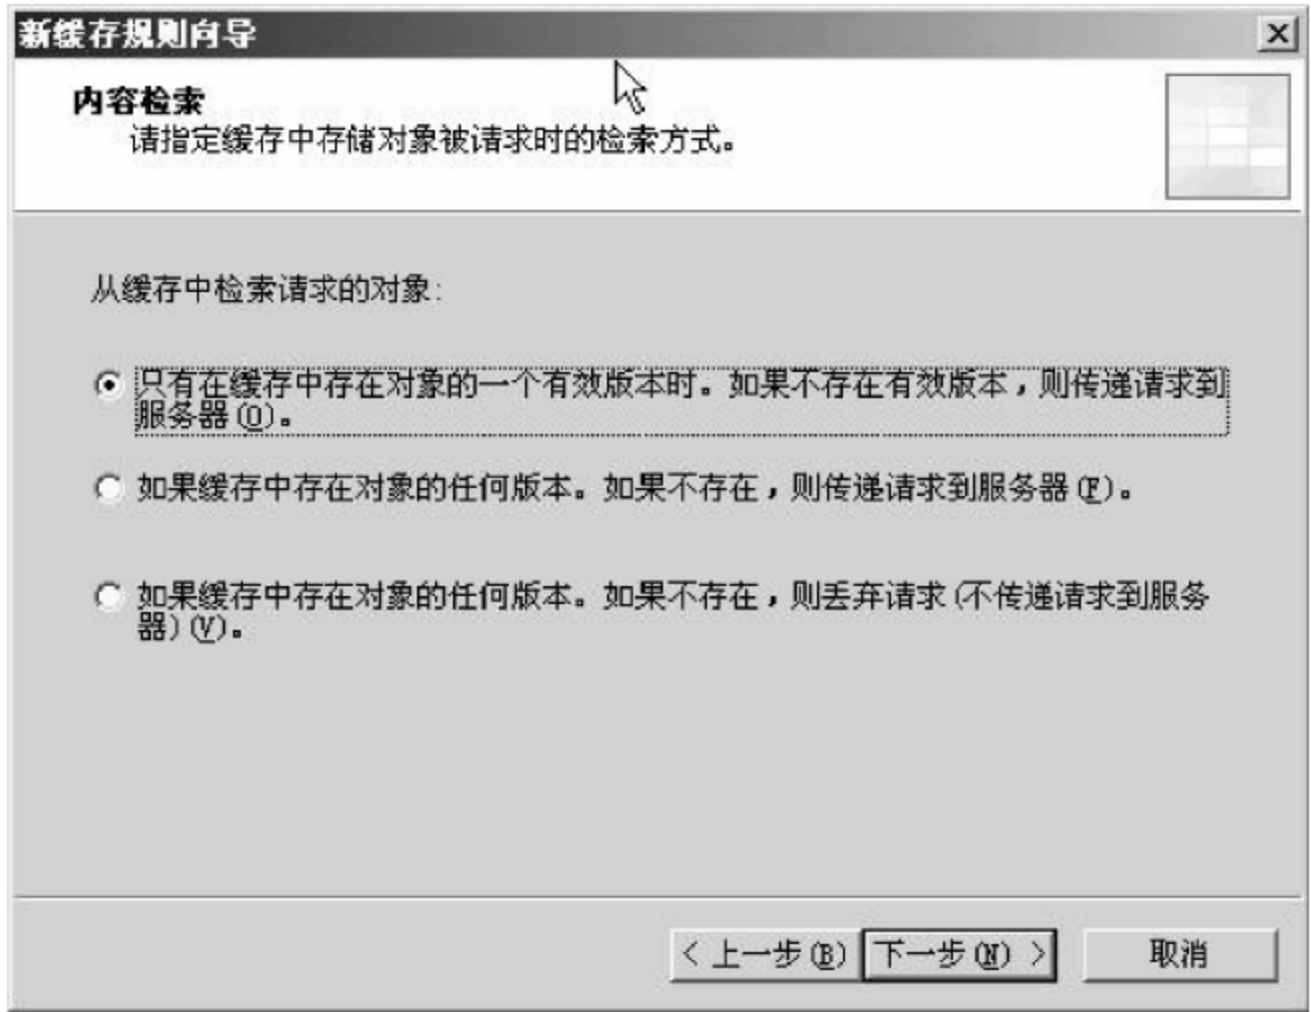 新缓存规则向导
内容检索
请指定缓存中存储对象被请求时的检索方式。
从缓存中检索请求的对象:
只有在缓存中存在对象的一个有效版本时。如果不存在有效版本，则传递请求到
服务器(O)。
如果缓存中存在对象的任何版本。如果不存在，则传递请求到服务器(F)。
如果缓存中存在对象的任何版本。如果不存在，则丢弃请求(不传递请求到服务
器)(V)。
< 上一步(B) 下一步(N) > 取消